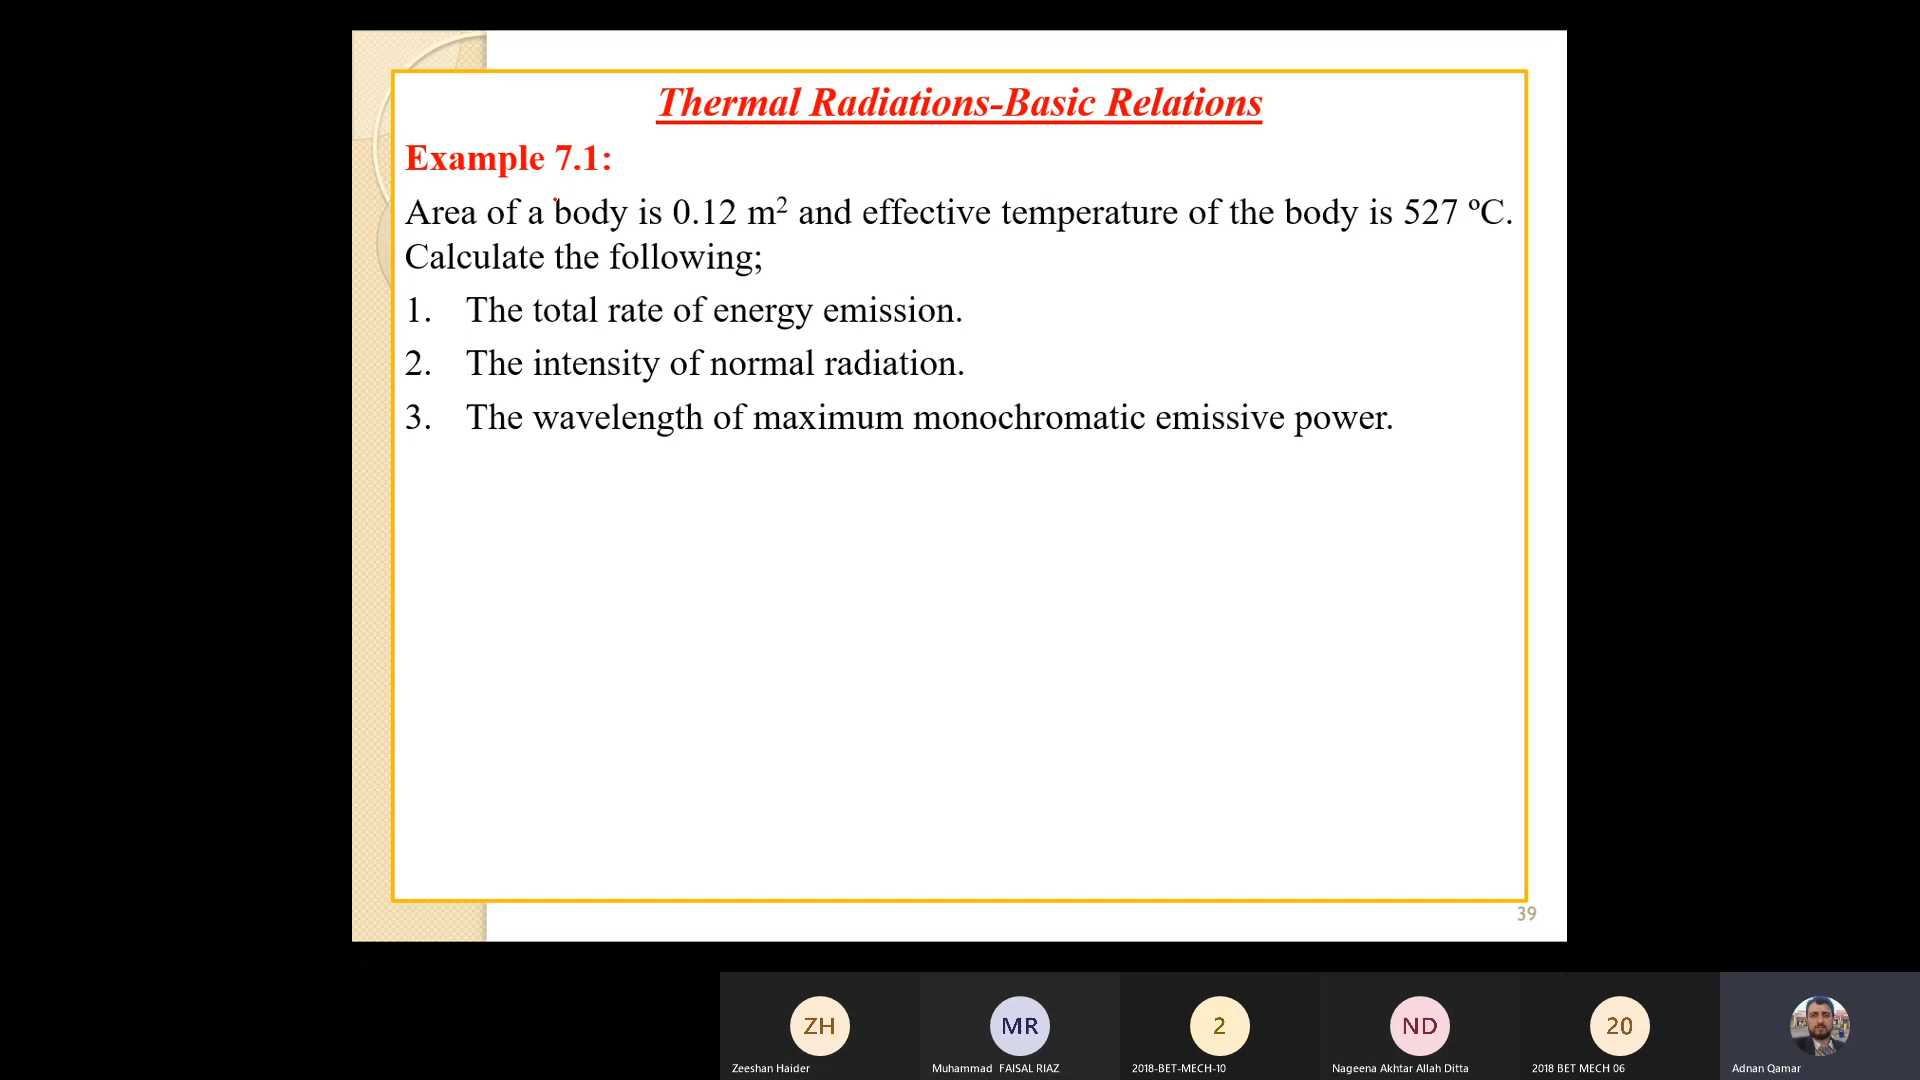 Thermal Radiations-Basic Relations
Example 7.1:
Area of a body is 0.12 m² and effective temperature of the body is 527 ºC.
Calculate the following;
1. The total rate of energy emission.
2. The intensity of normal radiation.
3. The wavelength of maximum monochromatic emissive power.
39
ZH MR 2 ND 20
Zeeshan Haider Muhammad FAISAL RIAZ 2018-BET-MECH-10 Nageena Akhtar Allah Ditta 2018 BET MECH 06 Adnan Qamar